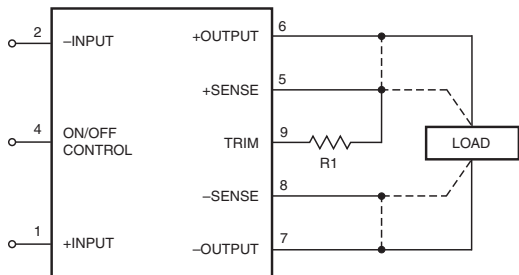 2 –INPUT +OUTPUT 6
+SENSE 5
4 ON/OFF
CONTROL TRIM 9
R1 LOAD
–SENSE 8
1 +INPUT –OUTPUT 7